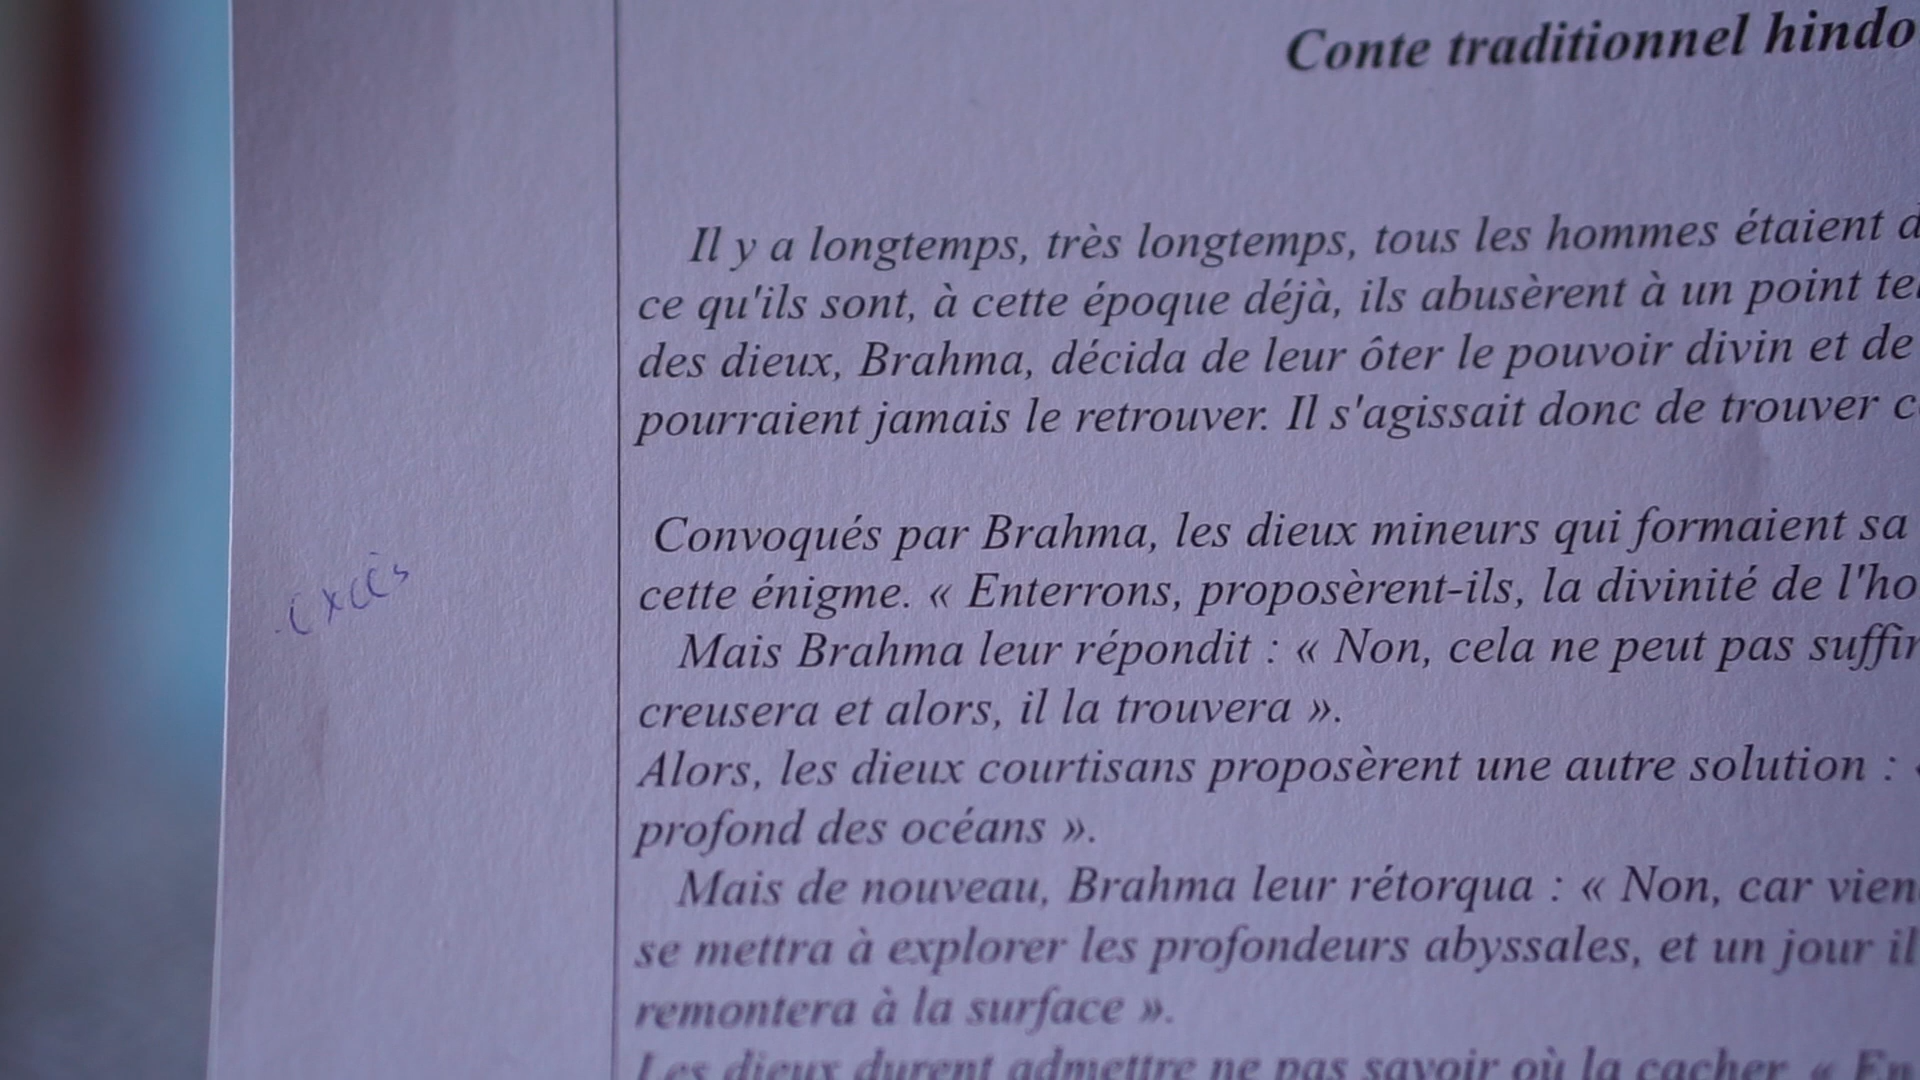 Conte traditionnel hindo
Il y a longtemps, très longtemps, tous les hommes étaient d
ce qu'ils sont, à cette époque déjà, ils abusèrent à un point tel
des dieux, Brahma, décida de leur ôter le pouvoir divin et de
pourraient jamais le retrouver. Il s'agissait donc de trouver c
Convoqués par Brahma, les dieux mineurs qui formaient sa
cette énigme. « Enterrons, proposèrent-ils, la divinité de l'ho
excès
Mais Brahma leur répondit : « Non, cela ne peut pas suffir
creusera et alors, il la trouvera ».
Alors, les dieux courtisans proposèrent une autre solution : «
profond des océans ».
Mais de nouveau, Brahma leur rétorqua : « Non, car vien
se mettra à explorer les profondeurs abyssales, et un jour il
remontera à la surface ».
Les dieux durent admettre ne pas savoir où la cacher « En